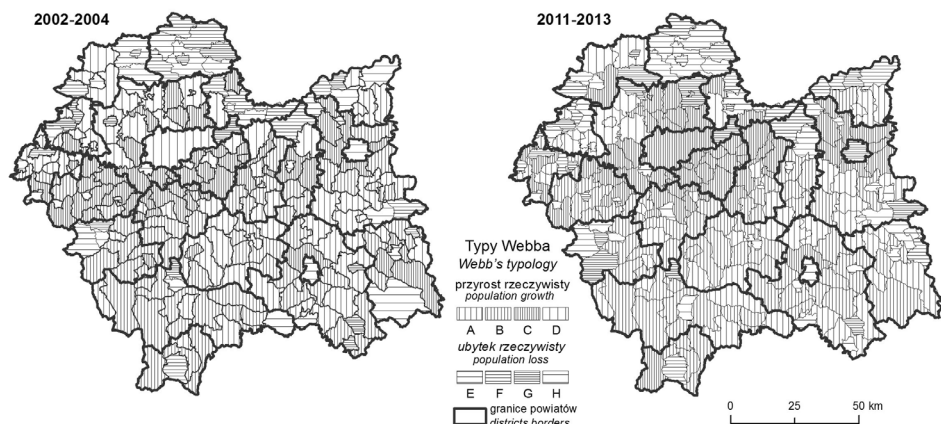 2002-2004
2011-2013
Typy Webba
Webb's typology
przyrost rzeczywisty
population growth
A B C D
ubytek rzeczywisty
population loss
E F G H
granice powiatów
districts borders
0 25 50 km